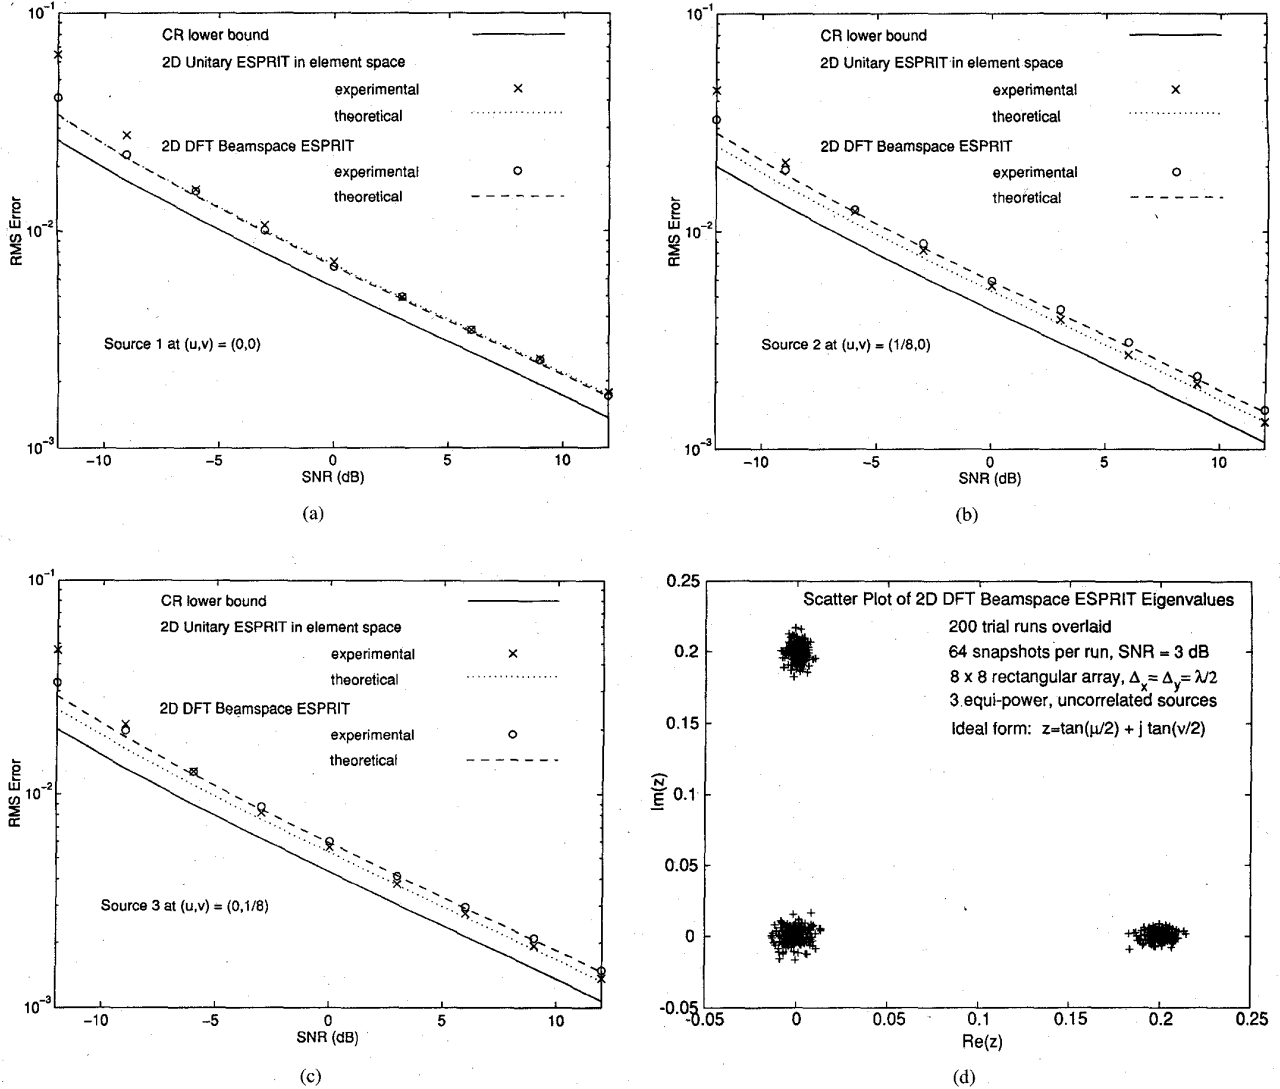 10^-1
CR lower bound
2D Unitary ESPRIT in element space
experimental
theoretical
2D DFT Beamspace ESPRIT
experimental
theoretical
RMS Error
10^-2
Source 1 at (u,v) = (0,0)
10^-3
−10 −5 0 5 10
SNR (dB)
(a)
10^-1
CR lower bound
2D Unitary ESPRIT in element space
experimental
theoretical
2D DFT Beamspace ESPRIT
experimental
theoretical
RMS Error
10^-2
Source 2 at (u,v) = (1/8,0)
10^-3
−10 −5 0 5 10
SNR (dB)
(b)
10^-1
CR lower bound
2D Unitary ESPRIT in element space
experimental
theoretical
2D DFT Beamspace ESPRIT
experimental
theoretical
RMS Error
10^-2
Source 3 at (u,v) = (0,1/8)
10^-3
−10 −5 0 5 10
SNR (dB)
(c)
0.25
Scatter Plot of 2D DFT Beamspace ESPRIT Eigenvalues
200 trial runs overlaid
64 snapshots per run, SNR = 3 dB
8 x 8 rectangular array, Δx = Δy = λ/2
3 equi-power, uncorrelated sources
Ideal form: z=tan(μ/2) + j tan(ν/2)
0.2
0.15
Im(z)
0.1
0.05
0
-0.05
-0.05 0 0.05 0.1 0.15 0.2 0.25
Re(z)
(d)